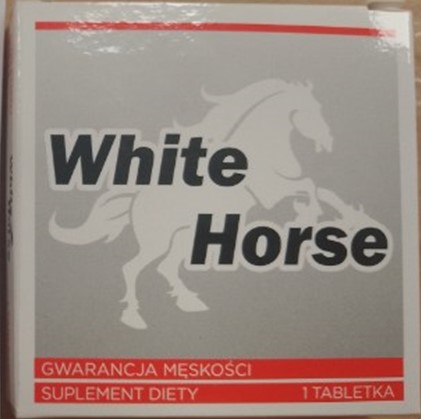 White
Horse
GWARANCJA MĘSKOŚCI
SUPLEMENT DIETY 1 TABLETKA